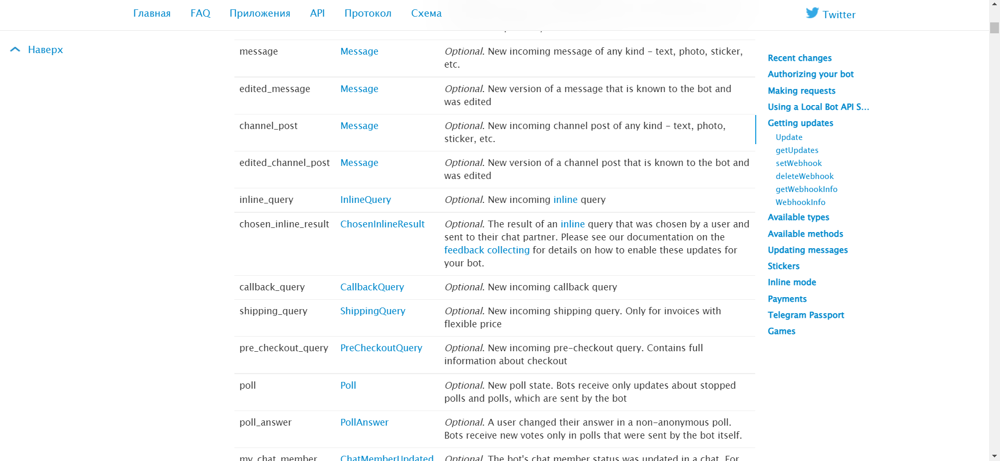 Главная FAQ Приложения API Протокол Схема Twitter
Наверх
message Message Optional. New incoming message of any kind – text, photo, sticker,
etc.
edited_message Message Optional. New version of a message that is known to the bot and
was edited
channel_post Message Optional. New incoming channel post of any kind – text, photo,
sticker, etc.
edited_channel_post Message Optional. New version of a channel post that is known to the bot and
was edited
inline_query InlineQuery Optional. New incoming inline query
chosen_inline_result ChosenInlineResult Optional. The result of an inline query that was chosen by a user and
sent to their chat partner. Please see our documentation on the
feedback collecting for details on how to enable these updates for
your bot.
callback_query CallbackQuery Optional. New incoming callback query
shipping_query ShippingQuery Optional. New incoming shipping query. Only for invoices with
flexible price
pre_checkout_query PreCheckoutQuery Optional. New incoming pre-checkout query. Contains full
information about checkout
poll Poll Optional. New poll state. Bots receive only updates about stopped
polls and polls, which are sent by the bot
poll_answer PollAnswer Optional. A user changed their answer in a non-anonymous poll.
Bots receive new votes only in polls that were sent by the bot itself.
my_chat_member ChatMemberUpdated Optional. The bot's chat member status was updated in a chat. For
Recent changes
Authorizing your bot
Making requests
Using a Local Bot API S...
Getting updates
Update
getUpdates
setWebhook
deleteWebhook
getWebhookInfo
WebhookInfo
Available types
Available methods
Updating messages
Stickers
Inline mode
Payments
Telegram Passport
Games